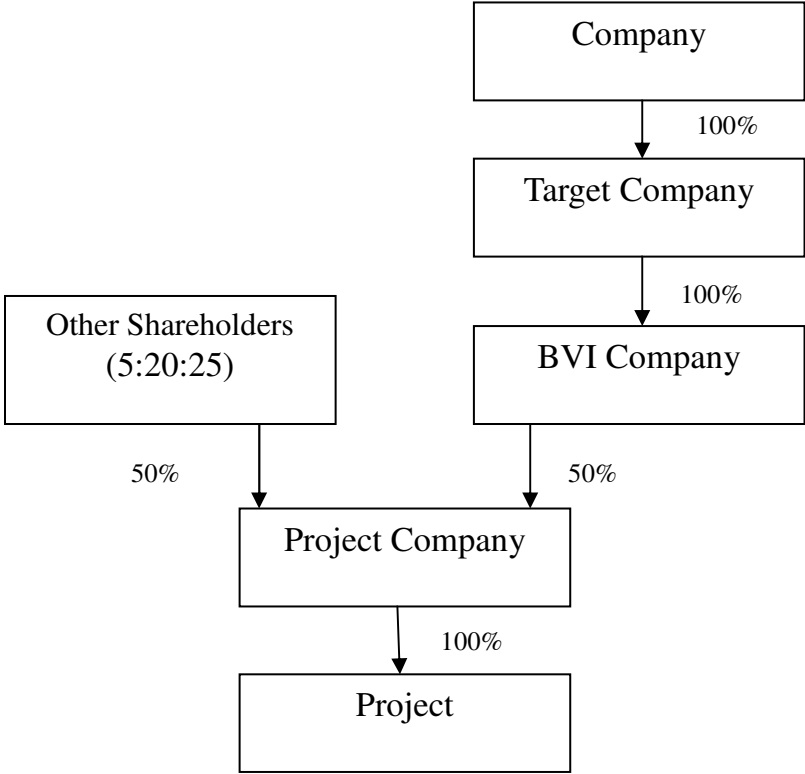 Company
100%
Target Company
100%
Other Shareholders
(5:20:25)
BVI Company
50%
50%
Project Company
100%
Project